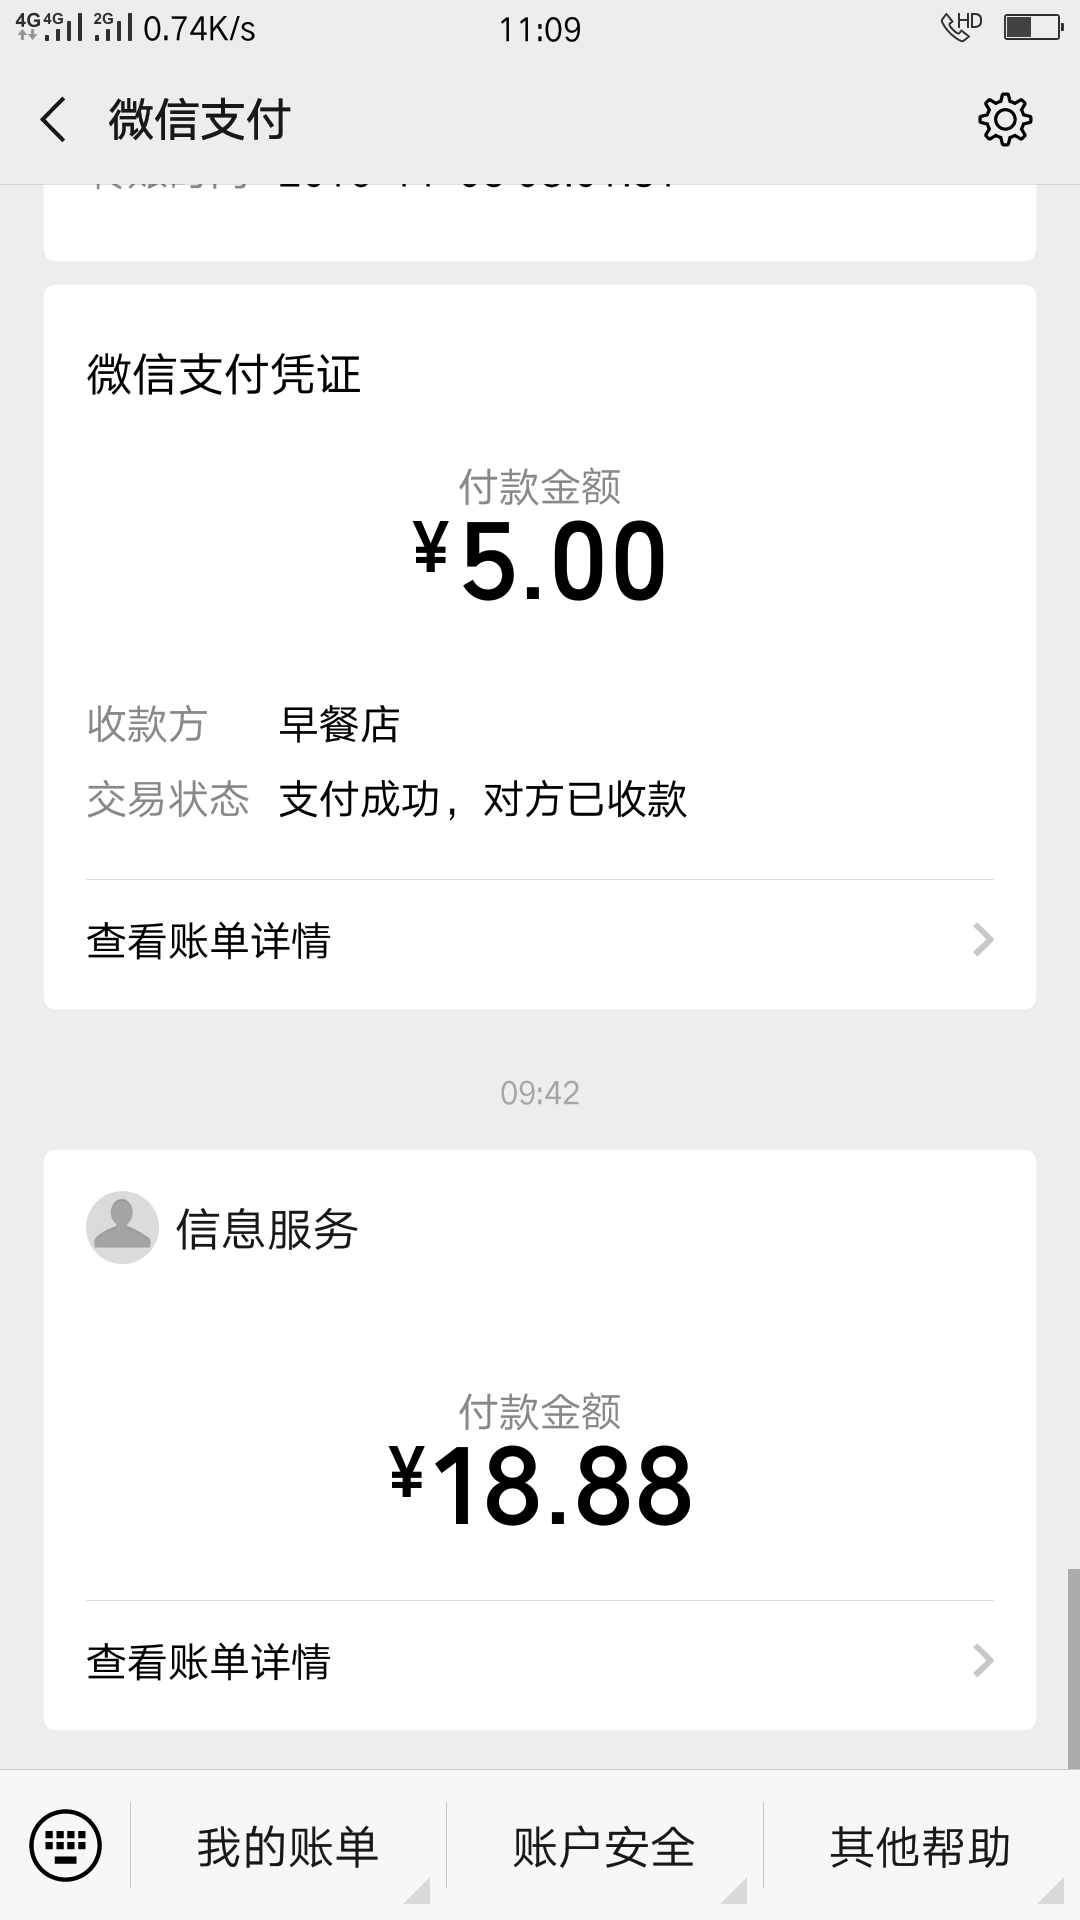 4G 4G 2G 0.74K/s 11:09 HD
微信支付
微信支付凭证
付款金额
¥5.00
收款方 早餐店
交易状态 支付成功，对方已收款
查看账单详情
09:42
信息服务
付款金额
¥18.88
查看账单详情
我的账单 账户安全 其他帮助